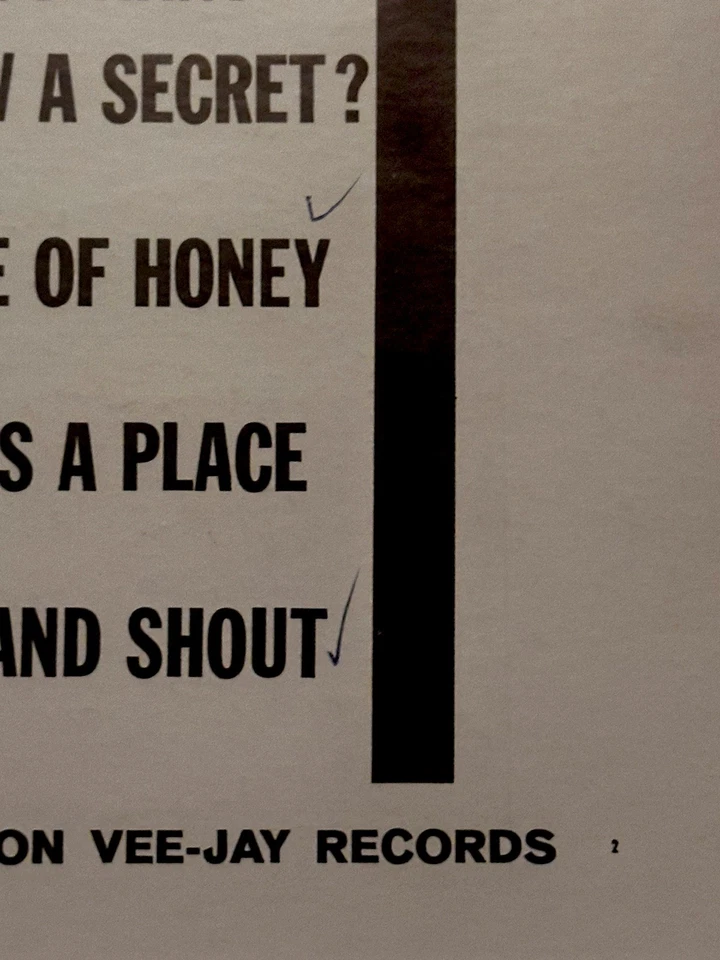 A SECRET?
OF HONEY
A PLACE
AND SHOUT
ON VEE-JAY RECORDS 2